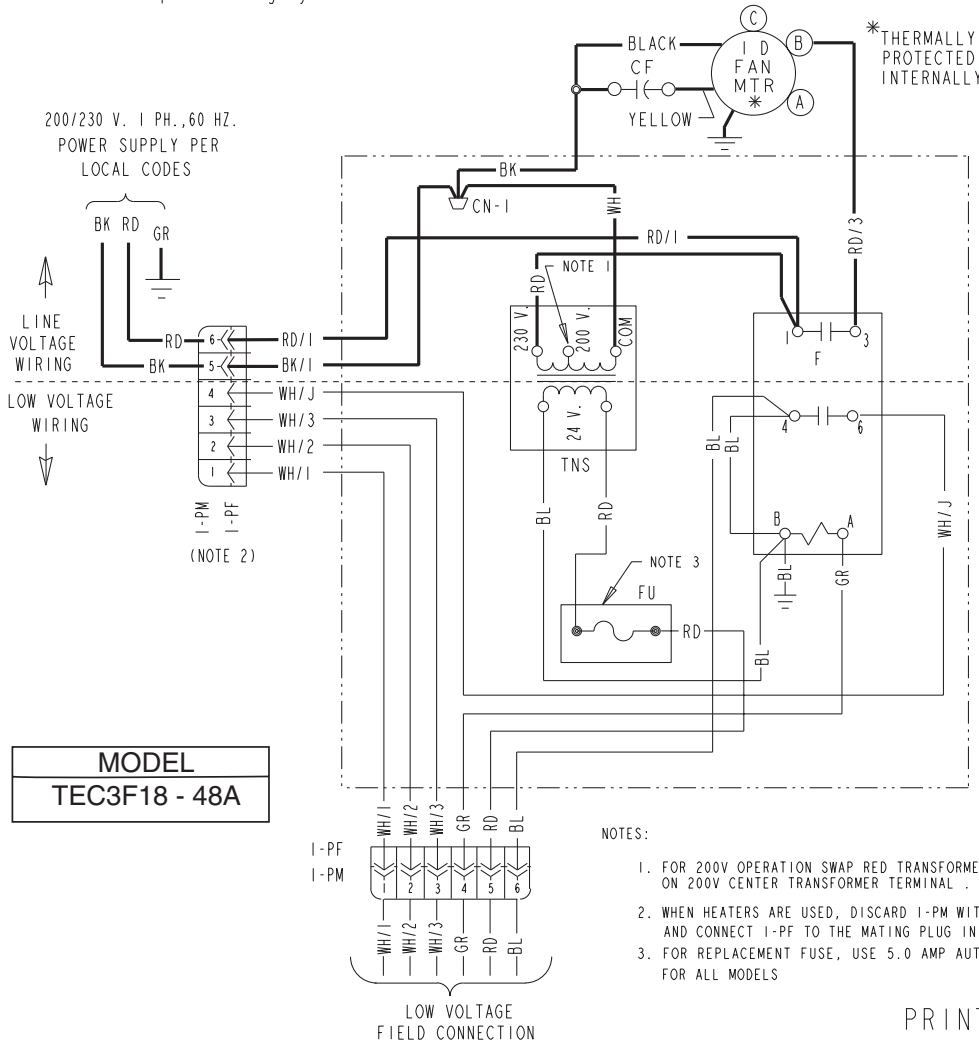 BLACK
CF
YELLOW
I D
FAN
MTR
*
C
B
A
*THERMALLY
PROTECTED
INTERNALLY
200/230 V. I PH.,60 HZ.
POWER SUPPLY PER
LOCAL CODES
BK RD GR
BK
CN-I
WH
RD/I
RD/3
LINE
VOLTAGE
WIRING
LOW VOLTAGE
WIRING
RD
BK
6
5
4
3
2
I
RD/I
BK/I
WH/J
WH/3
WH/2
WH/I
I-PM
I-PF
(NOTE 2)
RD
NOTE I
230 V.
200 V.
COM
24 V.
TNS
BL
RD
I
F
3
4
6
BL
BL
B
A
BL
GR
WH/J
NOTE 3
FU
RD
BL
MODEL
TEC3F18 - 48A
WH/I
WH/2
WH/3
GR
RD
BL
I-PF
I-PM
I 2 3 4 5 6
WH/I
WH/2
WH/3
GR
RD
BL
LOW VOLTAGE
FIELD CONNECTION
NOTES:
I. FOR 200V OPERATION SWAP RED TRANSFORME
ON 200V CENTER TRANSFORMER TERMINAL .
2. WHEN HEATERS ARE USED, DISCARD I-PM WIT
AND CONNECT I-PF TO THE MATING PLUG IN
3. FOR REPLACEMENT FUSE, USE 5.0 AMP AUT
FOR ALL MODELS
PRINT